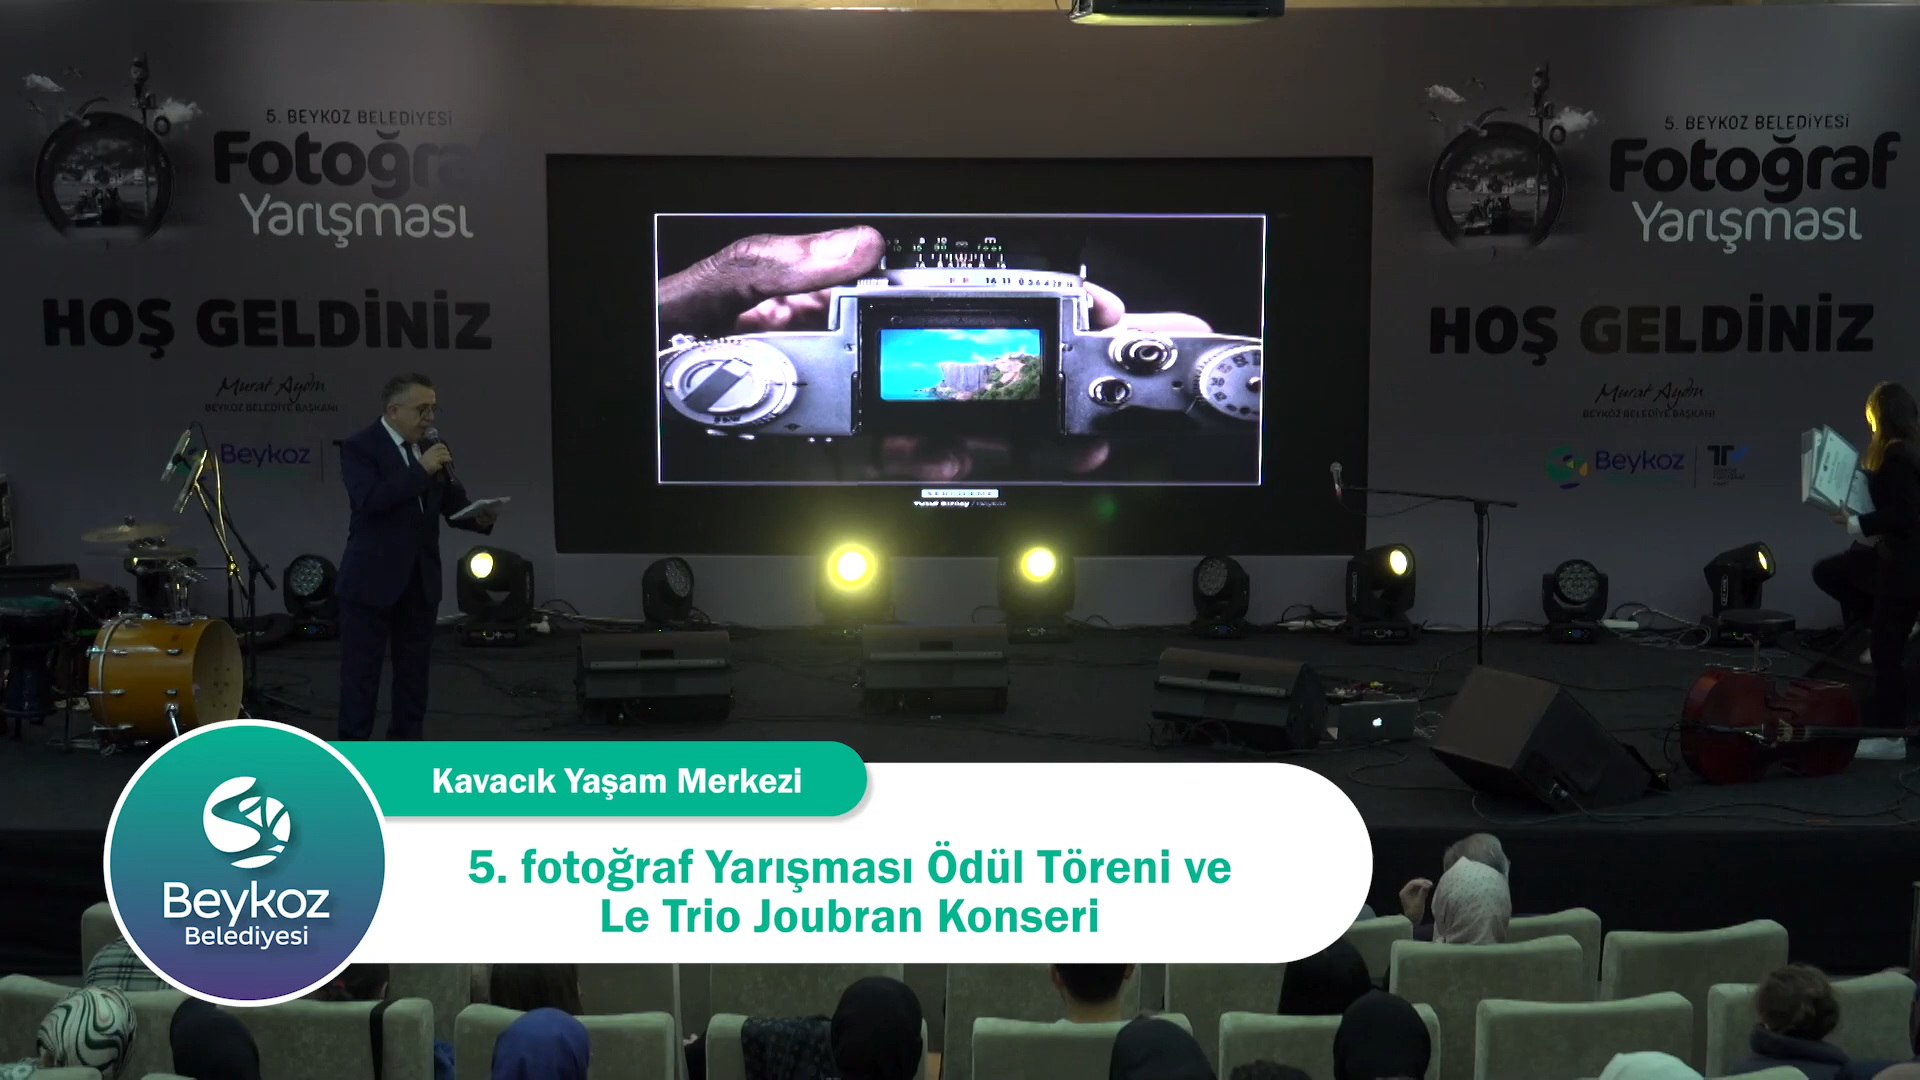 5. BEYKOZ BELEDİYESİ
Fotoğraf
Yarışması
HOŞ GELDİNİZ
Murat Aydın
BEYKOZ BELEDİYE BAŞKANI
Beykoz
5. BEYKOZ BELEDİYESİ
Fotoğraf
Yarışması
HOŞ GELDİNİZ
Murat Aydın
BEYKOZ BELEDİYE BAŞKANI
Beykoz
Kavacık Yaşam Merkezi
5. fotoğraf Yarışması Ödül Töreni ve
Le Trio Joubran Konseri
Beykoz
Belediyesi